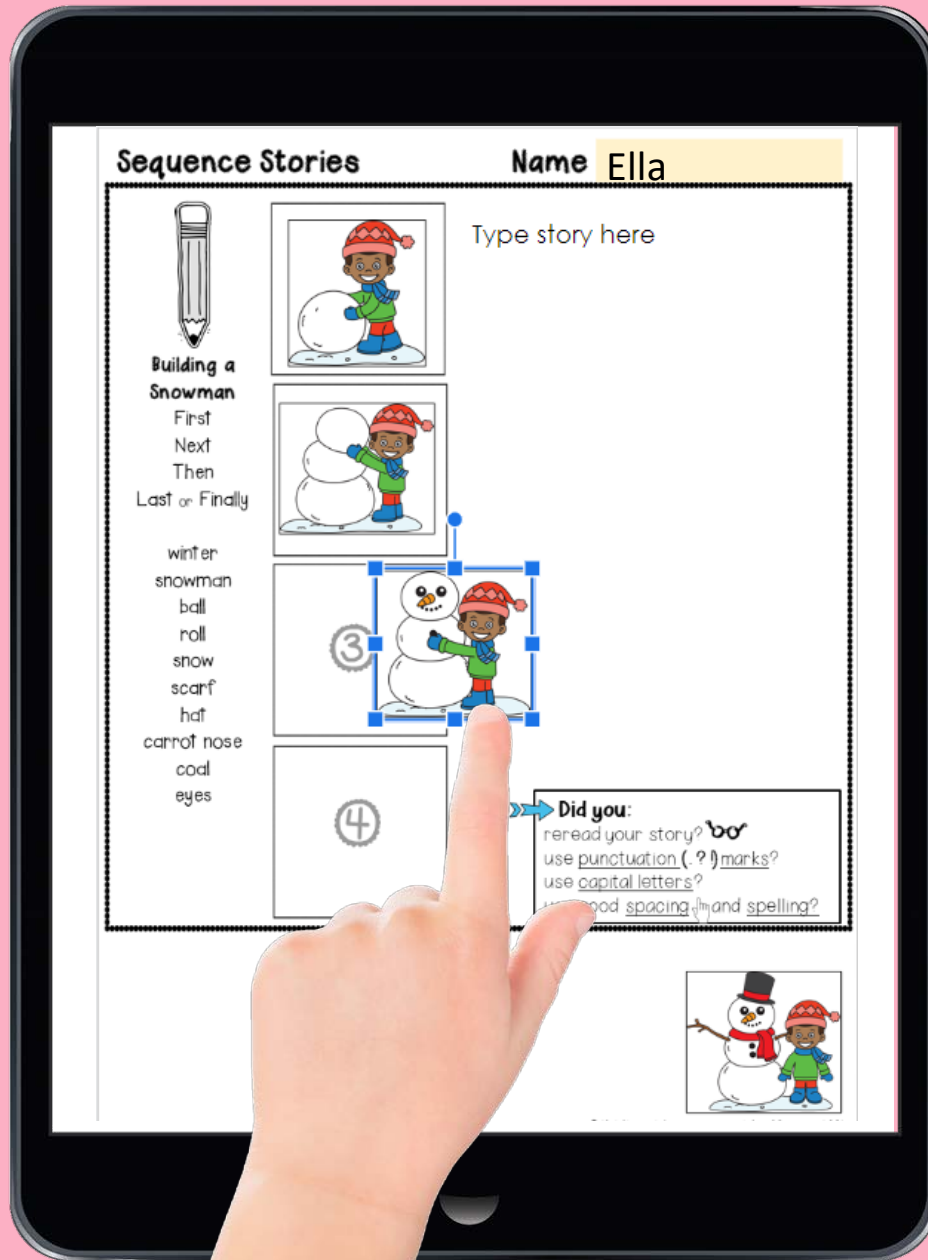 Sequence Stories Name Ella
Type story here
Building a
Snowman
First
Next
Then
Last or Finally
winter
snowman
ball
roll
snow
scarf
hat
carrot nose
coal
eyes
3
4
Did you:
reread your story?
use punctuation (. ? !) marks?
use capital letters?
spacing and spelling?